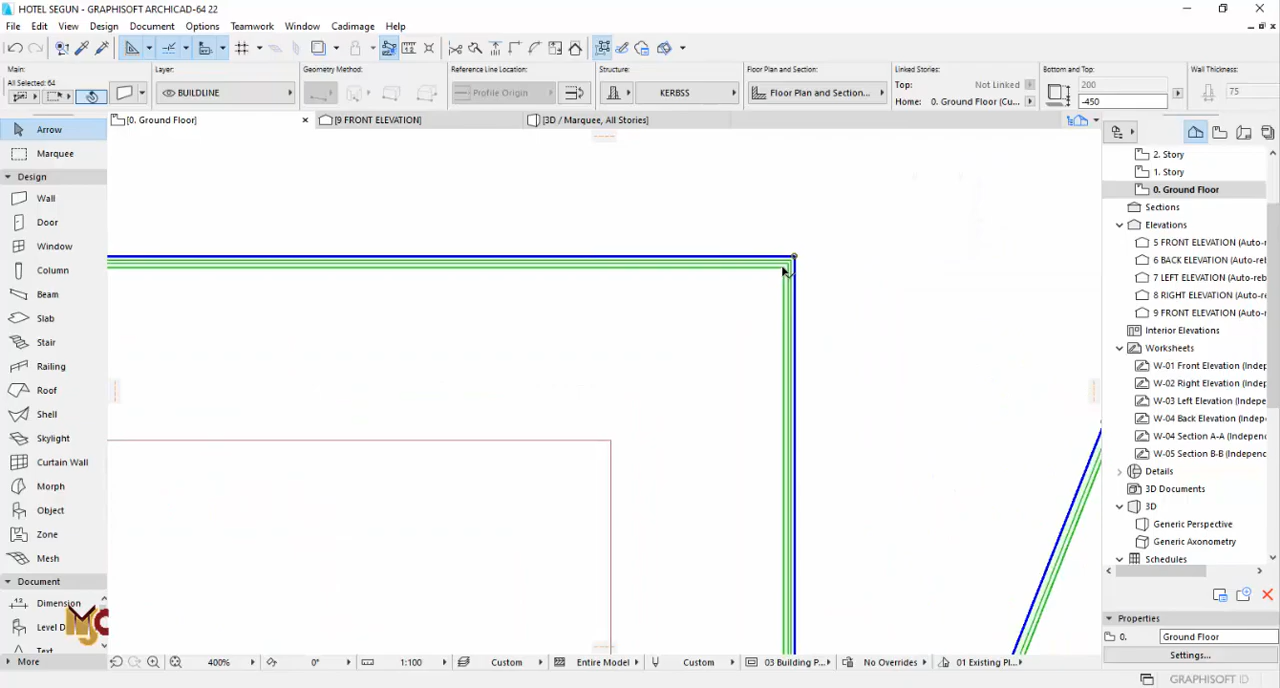 HOTEL SEGUN - GRAPHISOFT ARCHICAD-64 22
File Edit View Design Document Options Teamwork Window Cadimage Help
Main: Layer: Geometry Method: Reference Line Location: Structure: Floor Plan and Section: Linked Stories: Bottom and Top: Wall Thickness:
All Selected: 64
BUILDLINE
Profile Origin
KERBSS
Floor Plan and Section...
Top: Not Linked
Home: 0. Ground Floor (Cu...
200
-450
75
[0. Ground Floor]
[9 FRONT ELEVATION]
[3D / Marquee, All Stories]
Arrow
Marquee
Design
Wall
Door
Window
Column
Beam
Slab
Stair
Railing
Roof
Shell
Skylight
Curtain Wall
Morph
Object
Zone
Mesh
Document
Dimension
Level D
Text
More
2. Story
1. Story
0. Ground Floor
Sections
Elevations
5 FRONT ELEVATION (Auto-r
6 BACK ELEVATION (Auto-re
7 LEFT ELEVATION (Auto-reb
8 RIGHT ELEVATION (Auto-re
9 FRONT ELEVATION (Auto-r
Interior Elevations
Worksheets
W-01 Front Elevation (Indep
W-02 Right Elevation (Indep
W-03 Left Elevation (Indepe
W-04 Back Elevation (Indep
W-04 Section A-A (Indepenc
W-05 Section B-B (Indepenc
Details
3D Documents
3D
Generic Perspective
Generic Axonometry
Schedules
Properties
0. Ground Floor
Settings...
400% 0° 1:100 Custom Entire Model Custom 03 Building P... No Overrides 01 Existing Pl...
GRAPHISOFT ID